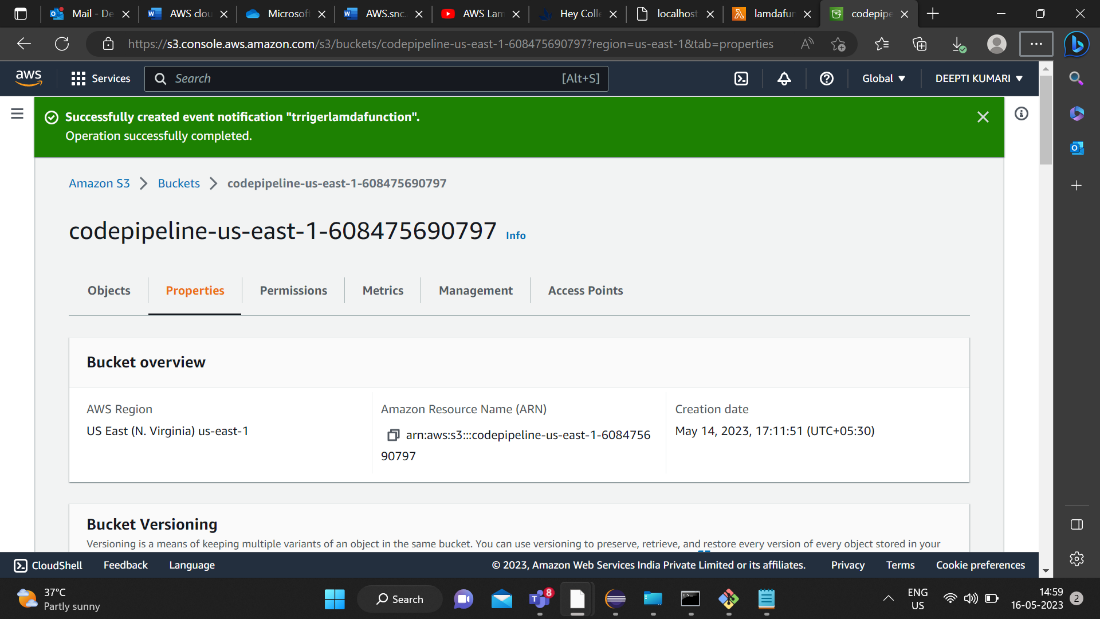 Mail - De
AWS clou
Microsof
AWS.snc.
AWS Lam
Hey Colle
localhost
lamdafun
codepipe
https://s3.console.aws.amazon.com/s3/buckets/codepipeline-us-east-1-608475690797?region=us-east-1&tab=properties
aws
Services
Search
[Alt+S]
Global
DEEPTI KUMARI
Successfully created event notification "trrigerlamdafunction".
Operation successfully completed.
Amazon S3
Buckets
codepipeline-us-east-1-608475690797
codepipeline-us-east-1-608475690797
Info
Objects
Properties
Permissions
Metrics
Management
Access Points
Bucket overview
AWS Region
US East (N. Virginia) us-east-1
Amazon Resource Name (ARN)
arn:aws:s3:::codepipeline-us-east-1-6084756
90797
Creation date
May 14, 2023, 17:11:51 (UTC+05:30)
Bucket Versioning
Versioning is a means of keeping multiple variants of an object in the same bucket. You can use versioning to preserve, retrieve, and restore every version of every object stored in your
CloudShell
Feedback
Language
© 2023, Amazon Web Services India Private Limited or its affiliates.
Privacy
Terms
Cookie preferences
37°C
Partly sunny
Search
8
ENG
US
14:59
16-05-2023
2